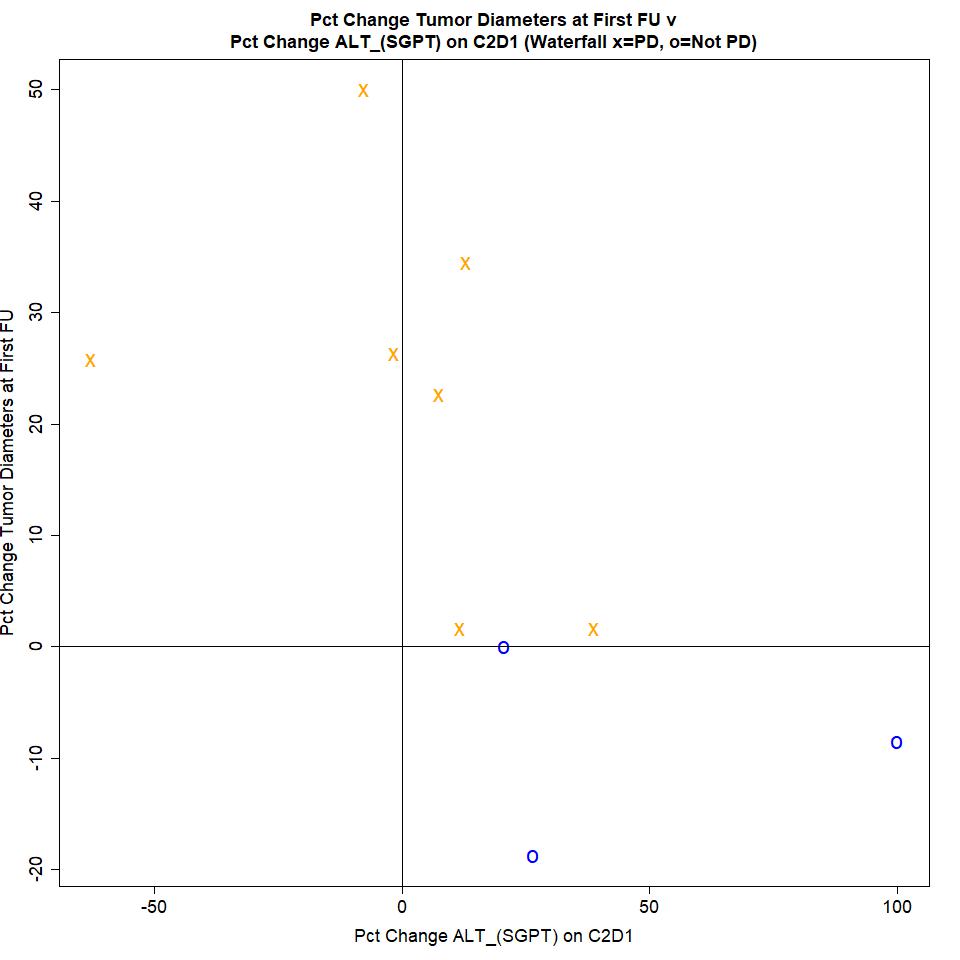 Pct Change Tumor Diameters at First FU v
Pct Change ALT_(SGPT) on C2D1 (Waterfall x=PD, o=Not PD)
Pct Change Tumor Diameters at First FU
50
40
30
20
10
0
-10
-20
x
x
x
x
x
x
x
o
o
o
-50
0
50
100
Pct Change ALT_(SGPT) on C2D1